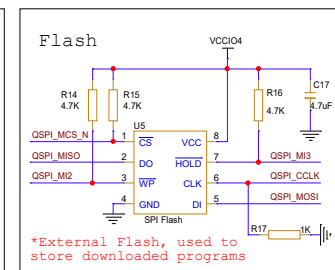 Flash
VCCIO4
R14
4.7K
R15
4.7K
R16
4.7K
C17
4.7uF
U5
QSPI_MCS_N
1
CS
VCC
8
QSPI_MISO
2
DO
HOLD
7
QSPI_MI3
QSPI_MI2
3
WP
CLK
6
QSPI_CCLK
4
GND
DI
5
QSPI_MOSI
SPI Flash
R17
1K
*External Flash, used to
store downloaded programs